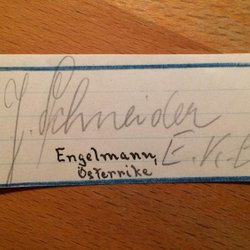 J. Schneider
E.K.E.
Engelmann,
Österrike